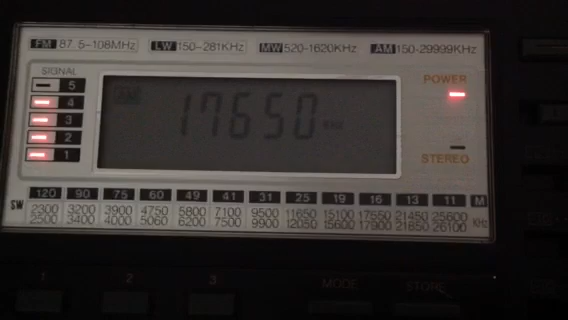 FM 87.5-108MHz LW 150-281KHz MW 520-1620KHz AM 150-29999KHz
SIGNAL
POWER
5
4
3
2
1
17650 KHz
STEREO
120 90 75 60 49 41 31 25 19 16 13 11 M
SW 2300 3200 3900 4750 5800 7100 9500 11650 15100 17550 21450 25600 KHz
2500 3400 4000 5060 6200 7500 9900 12050 15600 17900 21850 26100
1 2 3 MODE STORE